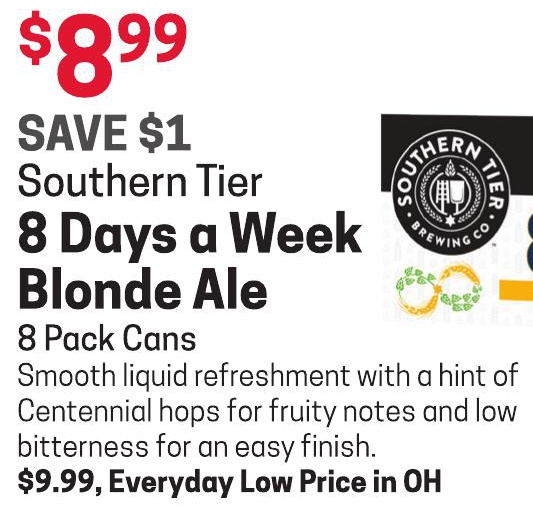 $8.99
SAVE $1
Southern Tier
8 Days a Week
Blonde Ale
8 Pack Cans
Smooth liquid refreshment with a hint of
Centennial hops for fruity notes and low
bitterness for an easy finish.
$9.99, Everyday Low Price in OH
SOUTHERN TIER
BREWING CO.